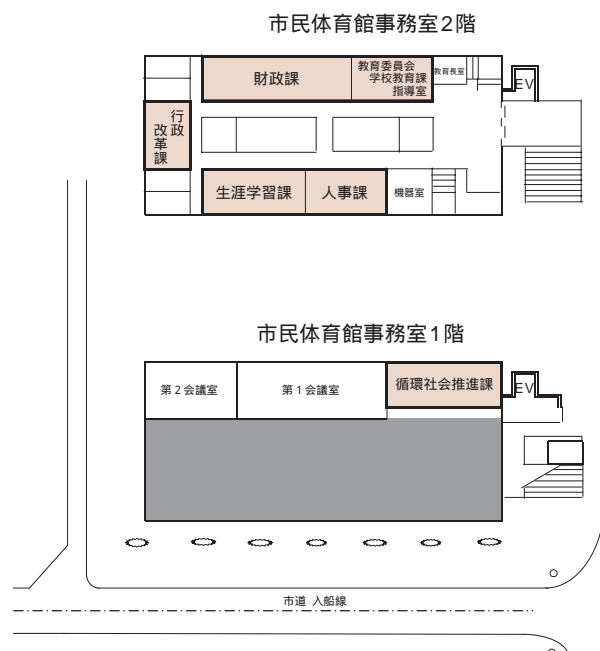 市民体育館事務室2階
財政課
教育委員会
学校教育課
指導室
教育長室
EV
行政
改革課
生涯学習課
人事課
機器室
市民体育館事務室1階
第2会議室
第1会議室
循環社会推進課
EV
市道 入船線